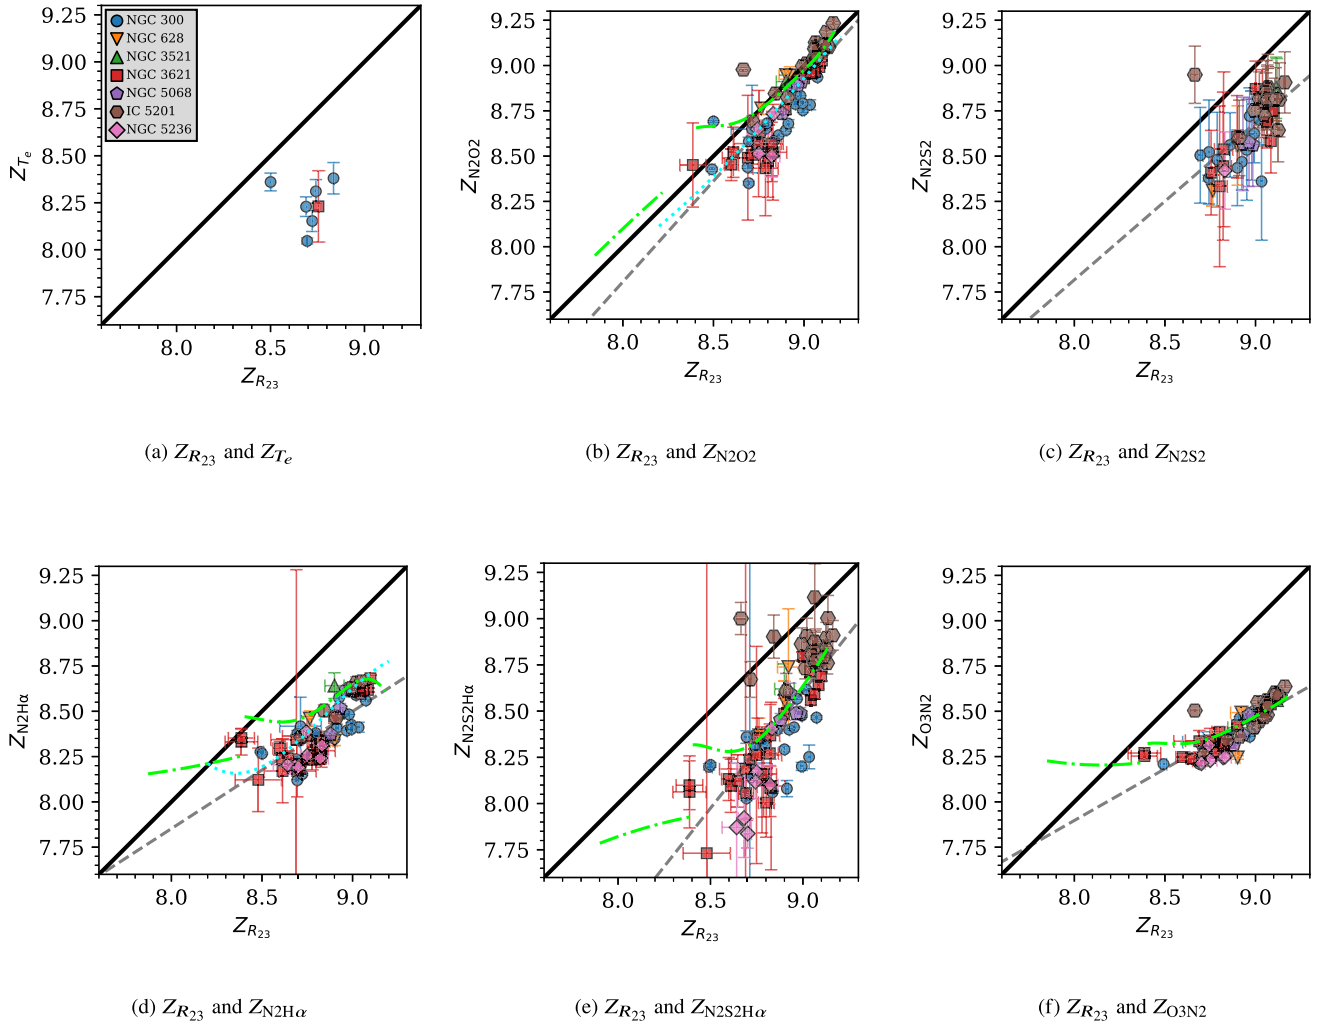 9.25
9.00
8.75
8.50
8.25
8.00
7.75
Z_{T_e}
NGC 300
NGC 628
NGC 3521
NGC 3621
NGC 5068
IC 5201
NGC 5236
8.0 8.5 9.0
Z_{R_{23}}
(a) Z_{R_{23}} and Z_{T_e}
9.25
9.00
8.75
8.50
8.25
8.00
7.75
Z_{N2O2}
8.0 8.5 9.0
Z_{R_{23}}
(b) Z_{R_{23}} and Z_{N2O2}
9.25
9.00
8.75
8.50
8.25
8.00
7.75
Z_{N2S2}
8.0 8.5 9.0
Z_{R_{23}}
(c) Z_{R_{23}} and Z_{N2S2}
9.25
9.00
8.75
8.50
8.25
8.00
7.75
Z_{N2Hα}
8.0 8.5 9.0
Z_{R_{23}}
(d) Z_{R_{23}} and Z_{N2Hα}
9.25
9.00
8.75
8.50
8.25
8.00
7.75
Z_{N2S2Hα}
8.0 8.5 9.0
Z_{R_{23}}
(e) Z_{R_{23}} and Z_{N2S2Hα}
9.25
9.00
8.75
8.50
8.25
8.00
7.75
Z_{O3N2}
8.0 8.5 9.0
Z_{R_{23}}
(f) Z_{R_{23}} and Z_{O3N2}